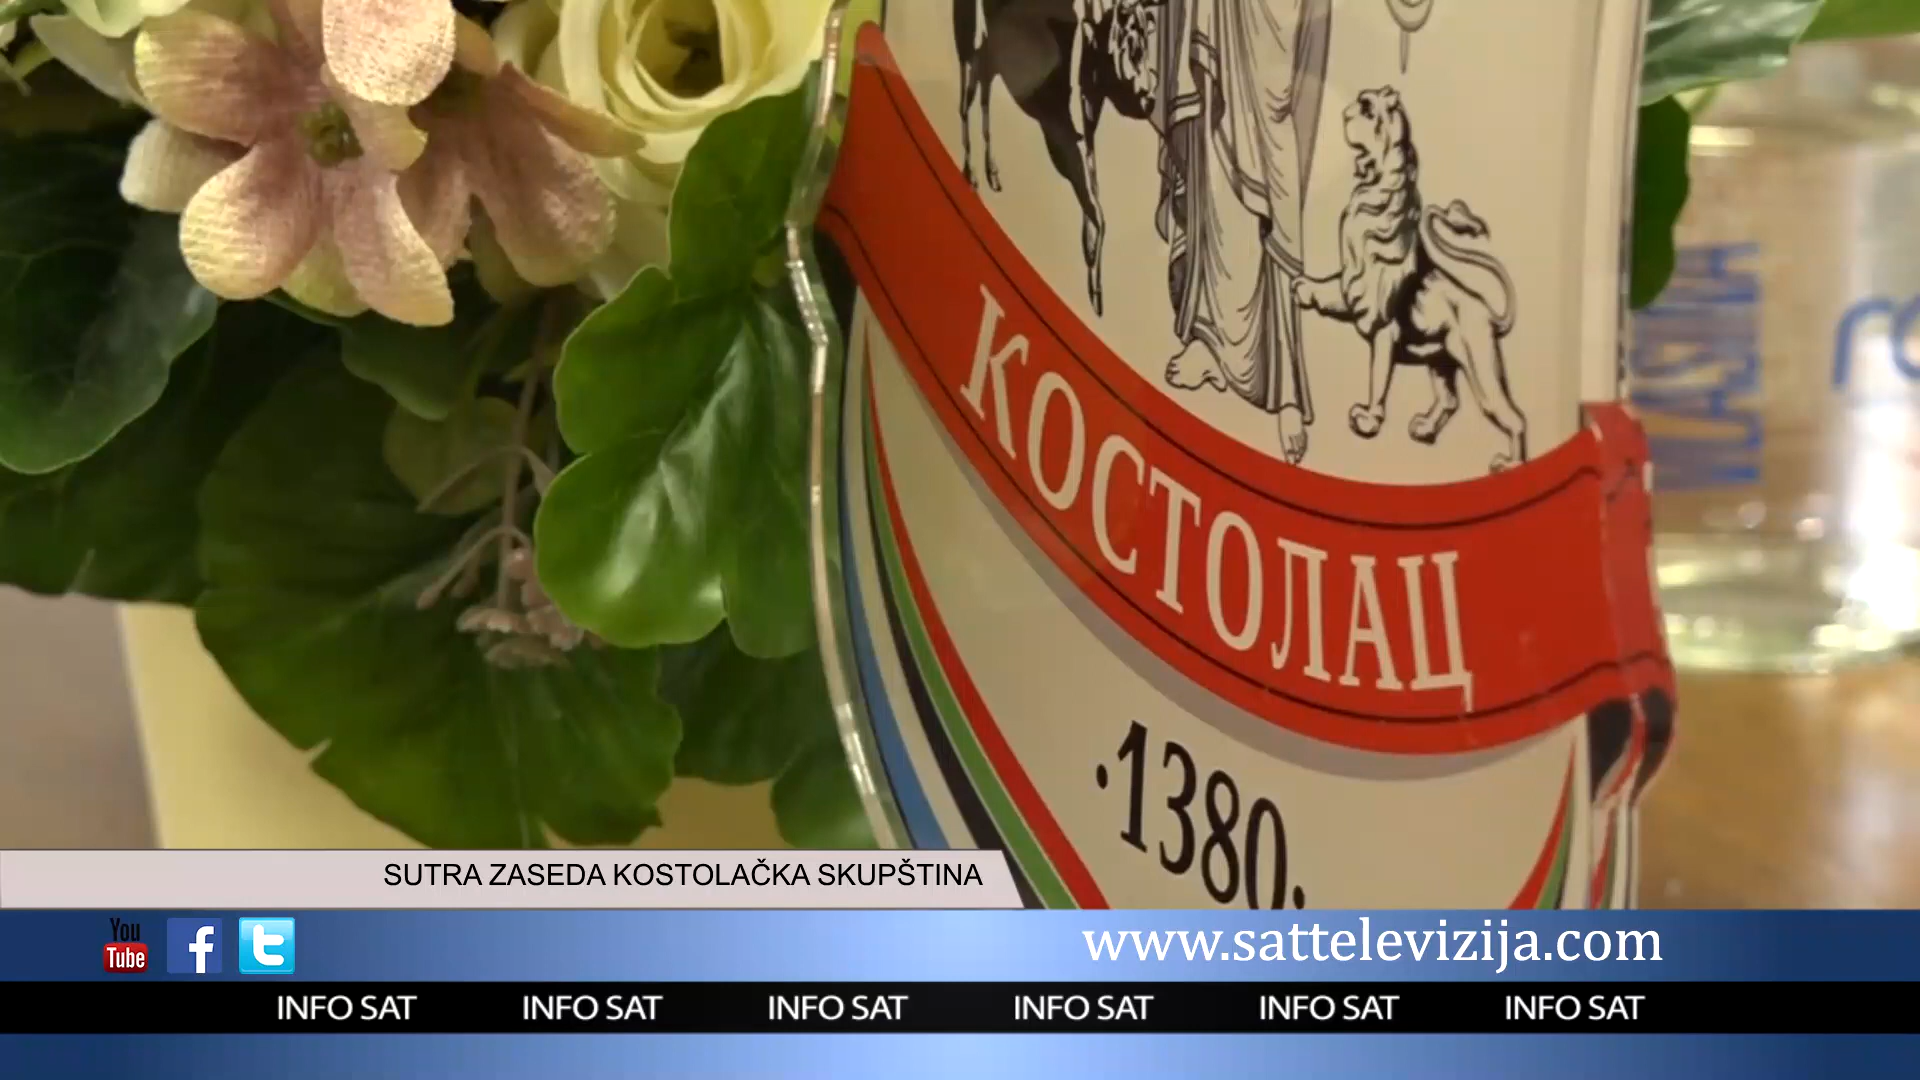 КОСТОЛАЦ
·1380·
SUTRA ZASEDA KOSTOLAČKA SKUPŠTINA
You
Tube
f
t
www.sattelevizija.com
INFO SAT INFO SAT INFO SAT INFO SAT INFO SAT INFO SAT